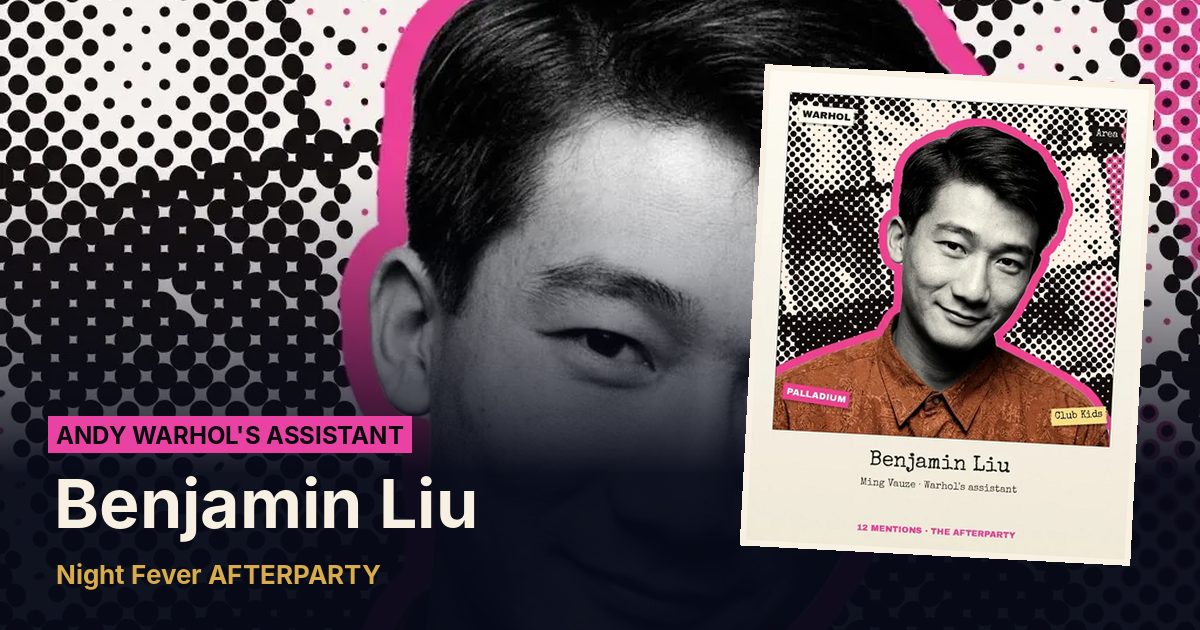 ANDY WARHOL'S ASSISTANT
Benjamin Liu
Night Fever AFTERPARTY
WARHOL
Area
PALLADIUM
Club Kids
Benjamin Liu
Ming Vauze · Warhol's assistant
12 MENTIONS · THE AFTERPARTY